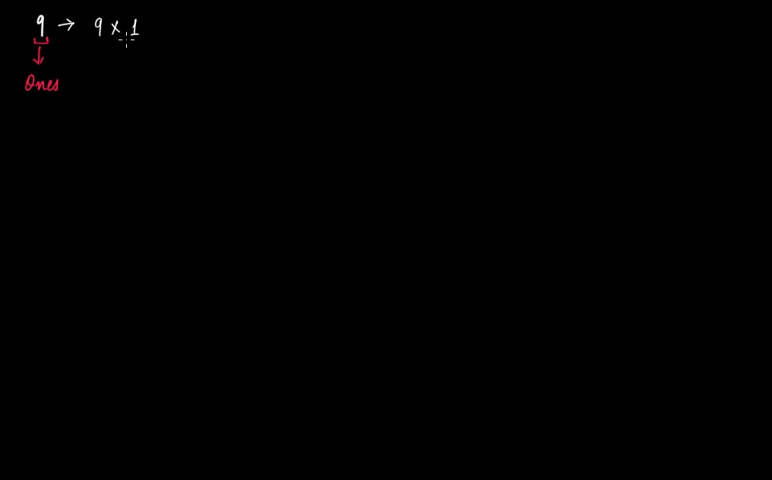 9 → 9 × 1
Ones